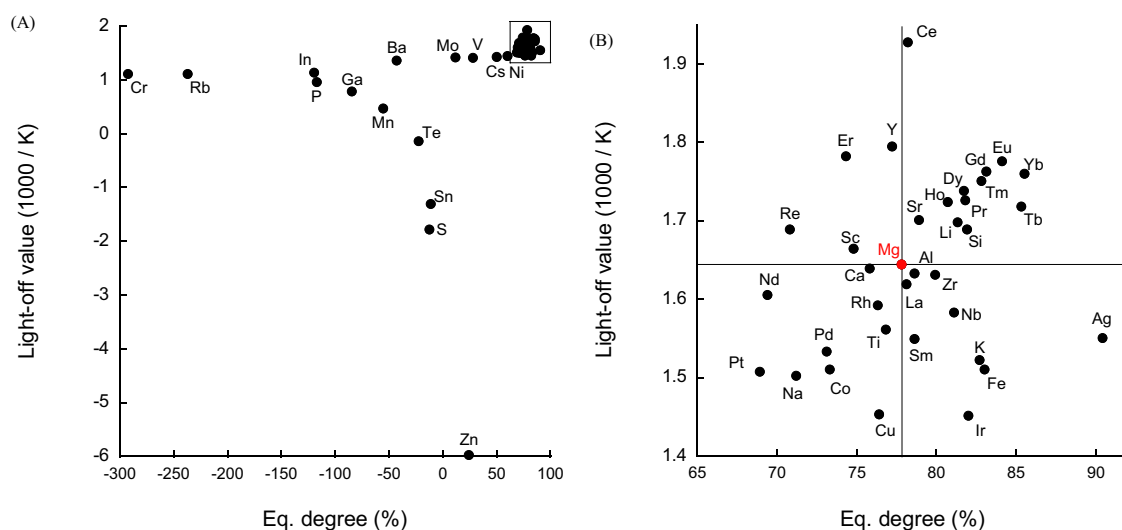 (A)
Light-off value (1000 / K)
2
1
0
-1
-2
-3
-4
-5
-6
-300 -250 -200 -150 -100 -50 0 50 100
Eq. degree (%)
Cr
Rb
In
P
Ga
Ba
Mn
Te
Sn
S
Mo
V
Cs
Ni
Zn
(B)
Light-off value (1000 / K)
1.9
1.8
1.7
1.6
1.5
1.4
65 70 75 80 85 90
Eq. degree (%)
Ce
Y
Er
Eu
Gd
Yb
Dy
Tm
Ho
Pr
Tb
Sr
Li
Si
Re
Sc
Mg
Al
Ca
Zr
La
Nd
Rh
Nb
Ag
Ti
Sm
Pd
K
Pt
Fe
Na
Co
Cu
Ir